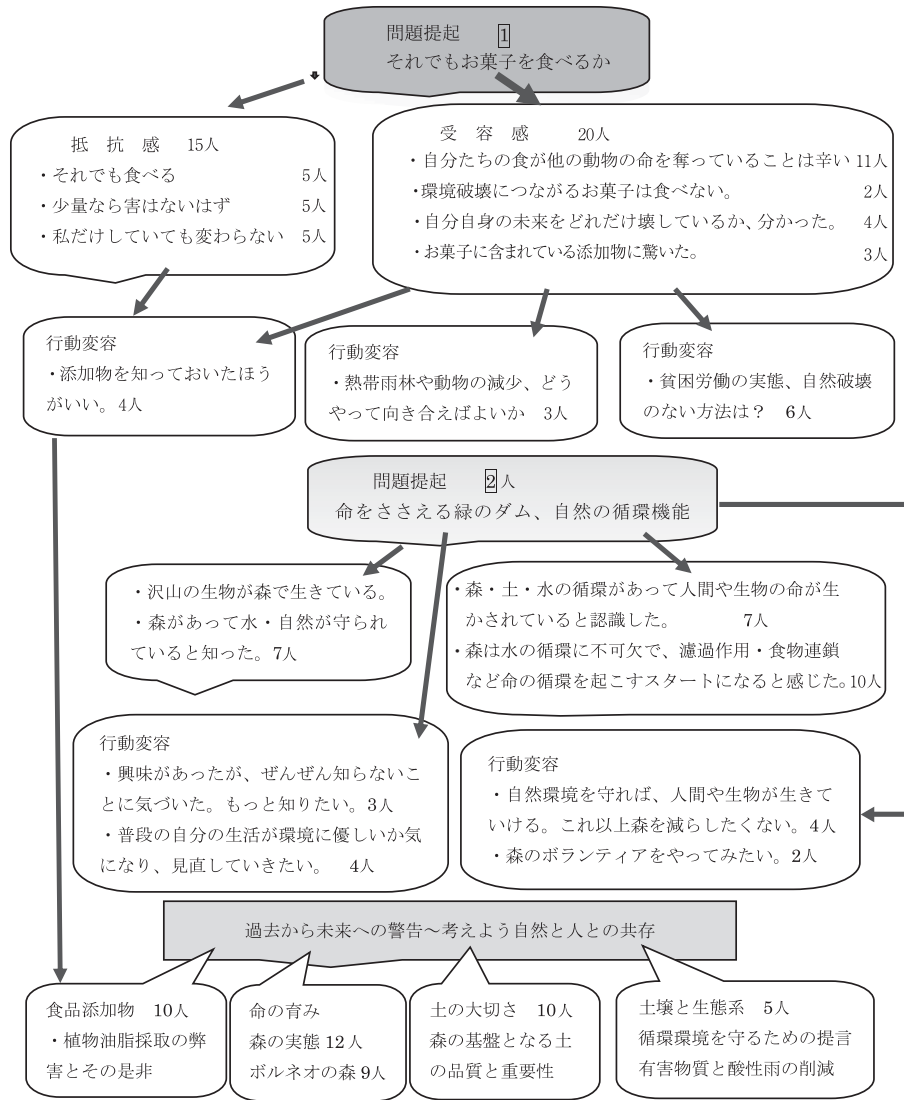 問題提起 1
それでもお菓子を食べるか
抵抗感 15人
・それでも食べる 5人
・少量なら害はないはず 5人
・私だけしていても変わらない 5人
受容感 20人
・自分たちの食が他の動物の命を奪っていることは辛い 11人
・環境破壊につながるお菓子は食べない。 2人
・自分自身の未来をどれだけ壊しているか、分かった。 4人
・お菓子に含まれている添加物に驚いた。 3人
行動変容
・添加物を知っておいたほう
がいい。4人
行動変容
・熱帯雨林や動物の減少、どう
やって向き合えばよいか 3人
行動変容
・貧困労働の実態、自然破壊
のない方法は？ 6人
問題提起 2人
命をささえる緑のダム、自然の循環機能
・沢山の生物が森で生きている。
・森があって水・自然が守られ
ていると知った。7人
・森・土・水の循環があって人間や生物の命が生
かされていると認識した。 7人
・森は水の循環に不可欠で、濾過作用・食物連鎖
など命の循環を起こすスタートになると感じた。10人
行動変容
・興味があったが、ぜんぜん知らないこ
とに気づいた。もっと知りたい。3人
・普段の自分の生活が環境に優しいか気
になり、見直していきたい。 4人
行動変容
・自然環境を守れば、人間や生物が生きて
いける。これ以上森を減らしたくない。4人
・森のボランティアをやってみたい。2人
過去から未来への警告～考えよう自然と人との共存
食品添加物 10人
・植物油脂採取の弊
害とその是非
命の育み
森の実態 12人
ボルネオの森 9人
土の大切さ 10人
森の基盤となる土
の品質と重要性
土壌と生態系 5人
循環環境を守るための提言
有害物質と酸性雨の削減